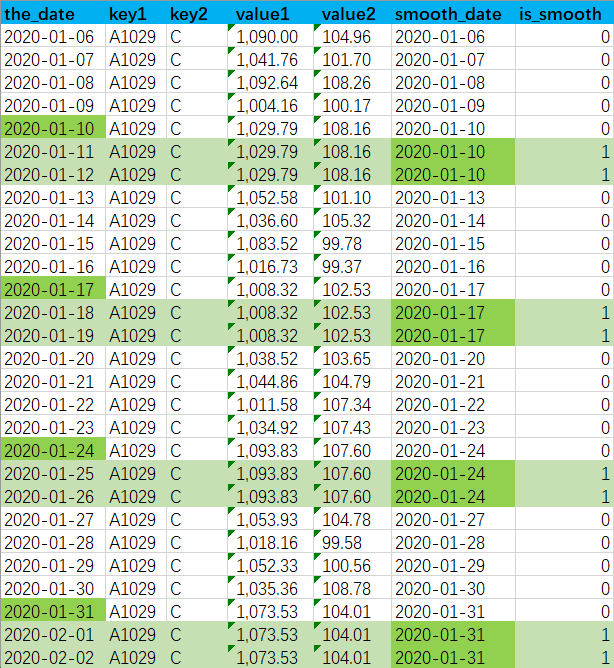 the_date key1 key2 value1 value2 smooth_date is_smooth
2020-01-06 A1029 C 1,090.00 104.96 2020-01-06 0
2020-01-07 A1029 C 1,041.76 101.70 2020-01-07 0
2020-01-08 A1029 C 1,092.64 108.26 2020-01-08 0
2020-01-09 A1029 C 1,004.16 100.17 2020-01-09 0
2020-01-10 A1029 C 1,029.79 108.16 2020-01-10 0
2020-01-11 A1029 C 1,029.79 108.16 2020-01-10 1
2020-01-12 A1029 C 1,029.79 108.16 2020-01-10 1
2020-01-13 A1029 C 1,052.58 101.10 2020-01-13 0
2020-01-14 A1029 C 1,036.60 105.32 2020-01-14 0
2020-01-15 A1029 C 1,083.52 99.78 2020-01-15 0
2020-01-16 A1029 C 1,016.73 99.37 2020-01-16 0
2020-01-17 A1029 C 1,008.32 102.53 2020-01-17 0
2020-01-18 A1029 C 1,008.32 102.53 2020-01-17 1
2020-01-19 A1029 C 1,008.32 102.53 2020-01-17 1
2020-01-20 A1029 C 1,038.52 103.65 2020-01-20 0
2020-01-21 A1029 C 1,044.86 104.79 2020-01-21 0
2020-01-22 A1029 C 1,011.58 107.34 2020-01-22 0
2020-01-23 A1029 C 1,034.92 107.43 2020-01-23 0
2020-01-24 A1029 C 1,093.83 107.60 2020-01-24 0
2020-01-25 A1029 C 1,093.83 107.60 2020-01-24 1
2020-01-26 A1029 C 1,093.83 107.60 2020-01-24 1
2020-01-27 A1029 C 1,053.93 104.78 2020-01-27 0
2020-01-28 A1029 C 1,018.16 99.58 2020-01-28 0
2020-01-29 A1029 C 1,052.33 100.56 2020-01-29 0
2020-01-30 A1029 C 1,035.36 108.78 2020-01-30 0
2020-01-31 A1029 C 1,073.53 104.01 2020-01-31 0
2020-02-01 A1029 C 1,073.53 104.01 2020-01-31 1
2020-02-02 A1029 C 1,073.53 104.01 2020-01-31 1